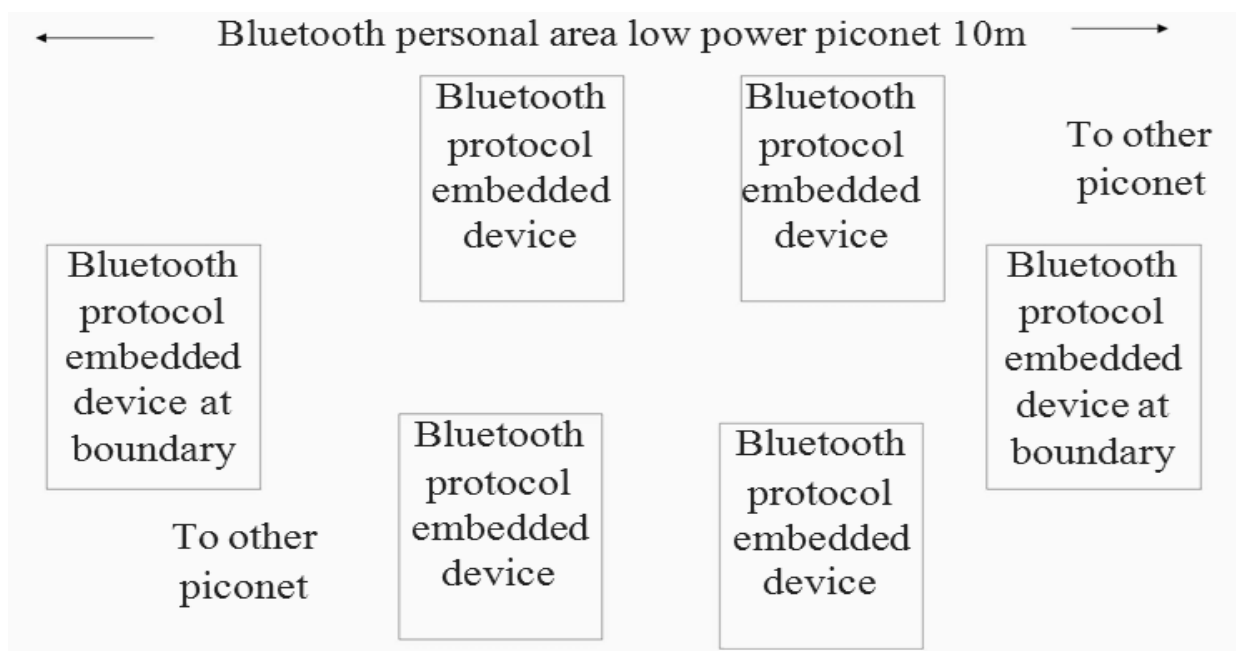 Bluetooth personal area low power piconet 10m
Bluetooth
protocol
embedded
device
Bluetooth
protocol
embedded
device
To other
piconet
Bluetooth
protocol
embedded
device at
boundary
Bluetooth
protocol
embedded
device at
boundary
Bluetooth
protocol
embedded
device
Bluetooth
protocol
embedded
device
To other
piconet